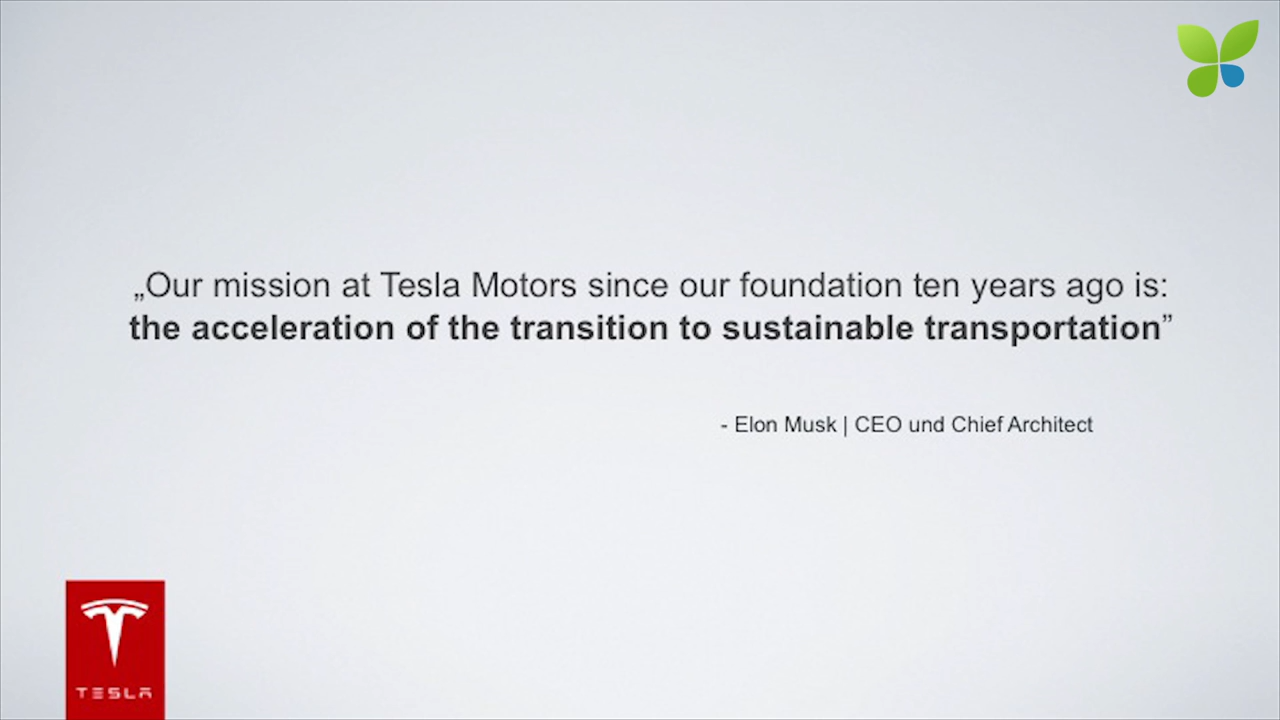 „Our mission at Tesla Motors since our foundation ten years ago is:
the acceleration of the transition to sustainable transportation”
- Elon Musk | CEO und Chief Architect
TESLA